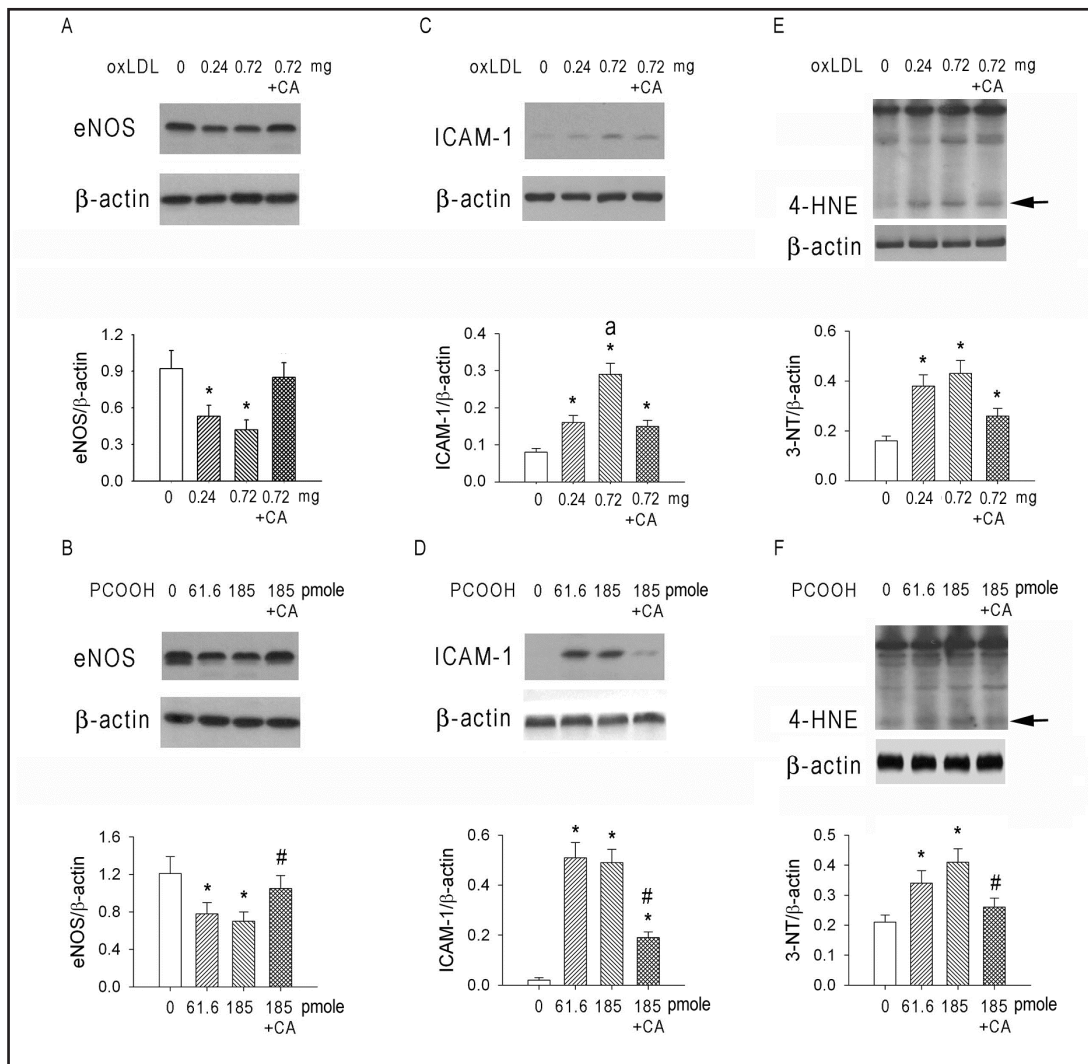 A
oxLDL 0 0.24 0.72 0.72 mg
+CA
eNOS
β-actin
eNOS/β-actin
1.2
0.9
0.6
0.3
0.0
* *
0 0.24 0.72 0.72 mg
+CA
C
oxLDL 0 0.24 0.72 0.72 mg
+CA
ICAM-1
β-actin
ICAM-1/β-actin
0.4
0.3
0.2
0.1
0.0
a
* * *
0 0.24 0.72 0.72 mg
+CA
E
oxLDL 0 0.24 0.72 0.72 mg
+CA
4-HNE
β-actin
3-NT/β-actin
0.6
0.4
0.2
0.0
* * *
0 0.24 0.72 0.72 mg
+CA
B
PCOOH 0 61.6 185 185 pmole
+CA
eNOS
β-actin
eNOS/β-actin
1.8
1.2
0.6
0.0
* * #
0 61.6 185 185 pmole
+CA
D
PCOOH 0 61.6 185 185 pmole
+CA
ICAM-1
β-actin
ICAM-1/β-actin
0.6
0.4
0.2
0.0
* *
#
*
0 61.6 185 185 pmole
+CA
F
PCOOH 0 61.6 185 185 pmole
+CA
4-HNE
β-actin
3-NT/β-actin
0.5
0.4
0.3
0.2
0.1
0.0
* * #
0 61.6 185 185 pmole
+CA